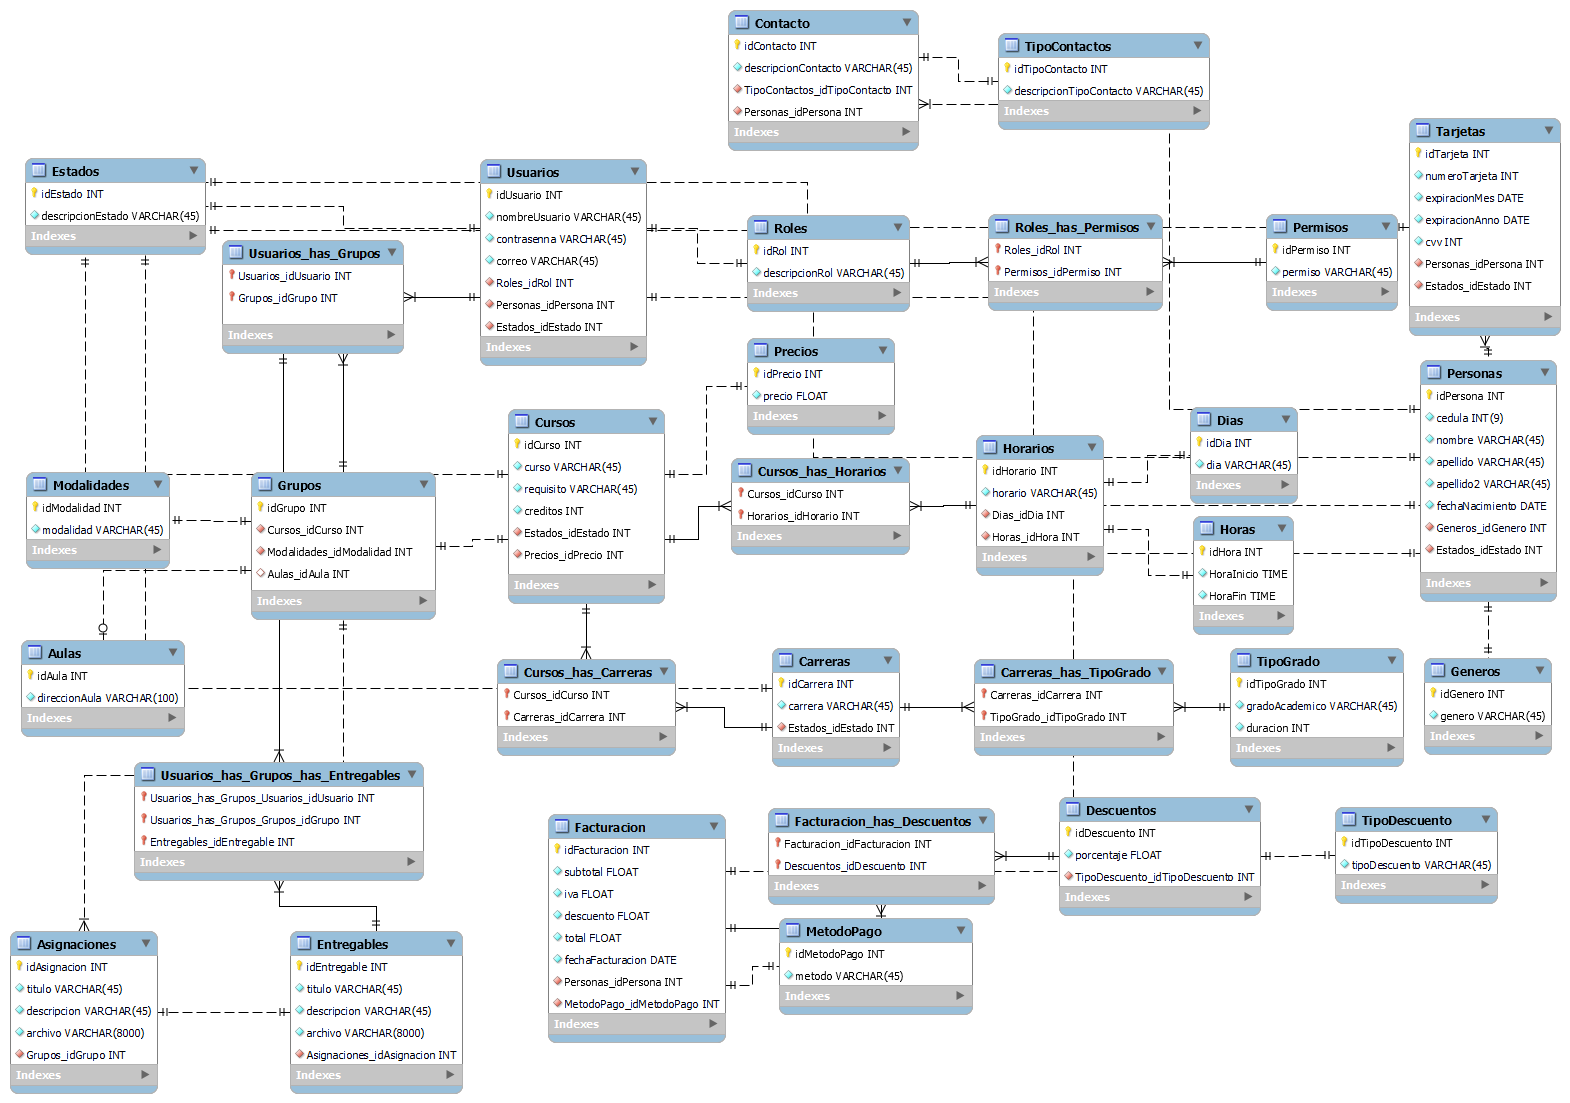 Contacto
idContacto INT
descripcionContacto VARCHAR(45)
TipoContactos_idTipoContacto INT
Personas_idPersona INT
Indexes
TipoContactos
idTipoContacto INT
descripcionTipoContacto VARCHAR(45)
Indexes
Tarjetas
idTarjeta INT
numeroTarjeta INT
expiracionMes DATE
expiracionAnno DATE
cvv INT
Personas_idPersona INT
Estados_idEstado INT
Indexes
Estados
idEstado INT
descripcionEstado VARCHAR(45)
Indexes
Usuarios
idUsuario INT
nombreUsuario VARCHAR(45)
contrasenna VARCHAR(45)
correo VARCHAR(45)
Roles_idRol INT
Personas_idPersona INT
Estados_idEstado INT
Indexes
Roles
idRol INT
descripcionRol VARCHAR(45)
Indexes
Roles_has_Permisos
Roles_idRol INT
Permisos_idPermiso INT
Indexes
Permisos
idPermiso INT
permiso VARCHAR(45)
Indexes
Usuarios_has_Grupos
Usuarios_idUsuario INT
Grupos_idGrupo INT
Indexes
Precios
idPrecio INT
precio FLOAT
Indexes
Personas
idPersona INT
cedula INT(9)
nombre VARCHAR(45)
apellido VARCHAR(45)
apellido2 VARCHAR(45)
fechaNacimiento DATE
Generos_idGenero INT
Estados_idEstado INT
Indexes
Cursos
idCurso INT
curso VARCHAR(45)
requisito VARCHAR(45)
creditos INT
Estados_idEstado INT
Precios_idPrecio INT
Indexes
Dias
idDia INT
dia VARCHAR(45)
Indexes
Horarios
idHorario INT
horario VARCHAR(45)
Dias_idDia INT
Horas_idHora INT
Indexes
Cursos_has_Horarios
Cursos_idCurso INT
Horarios_idHorario INT
Indexes
Modalidades
idModalidad INT
modalidad VARCHAR(45)
Indexes
Grupos
idGrupo INT
Cursos_idCurso INT
Modalidades_idModalidad INT
Aulas_idAula INT
Indexes
Horas
idHora INT
HoraInicio TIME
HoraFin TIME
Indexes
Aulas
idAula INT
direccionAula VARCHAR(100)
Indexes
Cursos_has_Carreras
Cursos_idCurso INT
Carreras_idCarrera INT
Indexes
Carreras
idCarrera INT
carrera VARCHAR(45)
Estados_idEstado INT
Indexes
Carreras_has_TipoGrado
Carreras_idCarrera INT
TipoGrado_idTipoGrado INT
Indexes
TipoGrado
idTipoGrado INT
gradoAcademico VARCHAR(45)
duracion INT
Indexes
Generos
idGenero INT
genero VARCHAR(45)
Indexes
Usuarios_has_Grupos_has_Entregables
Usuarios_has_Grupos_Usuarios_idUsuario INT
Usuarios_has_Grupos_Grupos_idGrupo INT
Entregables_idEntregable INT
Indexes
Facturacion
idFacturacion INT
subtotal FLOAT
iva FLOAT
descuento FLOAT
total FLOAT
fechaFacturacion DATE
Personas_idPersona INT
MetodoPago_idMetodoPago INT
Indexes
Facturacion_has_Descuentos
Facturacion_idFacturacion INT
Descuentos_idDescuento INT
Indexes
Descuentos
idDescuento INT
porcentaje FLOAT
TipoDescuento_idTipoDescuento INT
Indexes
TipoDescuento
idTipoDescuento INT
tipoDescuento VARCHAR(45)
Indexes
MetodoPago
idMetodoPago INT
metodo VARCHAR(45)
Indexes
Asignaciones
idAsignacion INT
titulo VARCHAR(45)
descripcion VARCHAR(45)
archivo VARCHAR(8000)
Grupos_idGrupo INT
Indexes
Entregables
idEntregable INT
titulo VARCHAR(45)
descripcion VARCHAR(45)
archivo VARCHAR(8000)
Asignaciones_idAsignacion INT
Indexes